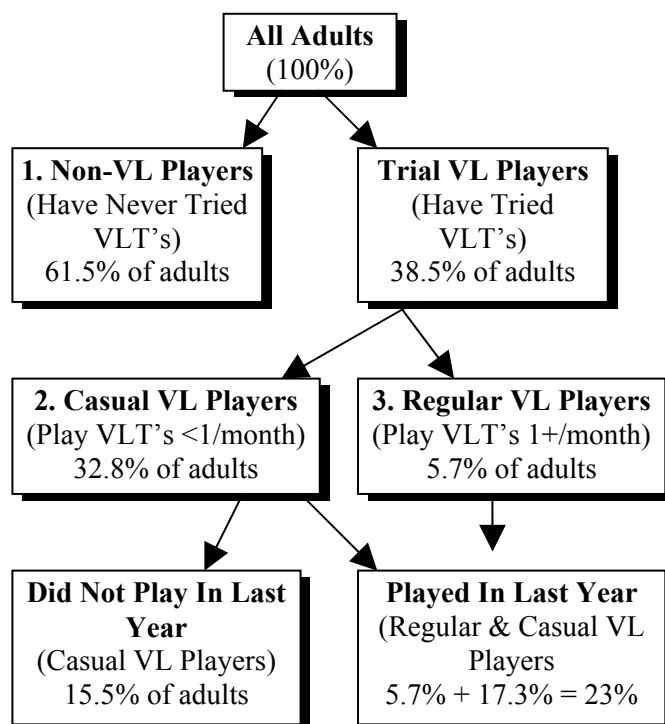 All Adults
(100%)
1. Non-VL Players
(Have Never Tried
VLT’s)
61.5% of adults
Trial VL Players
(Have Tried
VLT’s)
38.5% of adults
2. Casual VL Players
(Play VLT’s <1/month)
32.8% of adults
3. Regular VL Players
(Play VLT’s 1+/month)
5.7% of adults
Did Not Play In Last
Year
(Casual VL Players)
15.5% of adults
Played In Last Year
(Regular & Casual VL
Players
5.7% + 17.3% = 23%